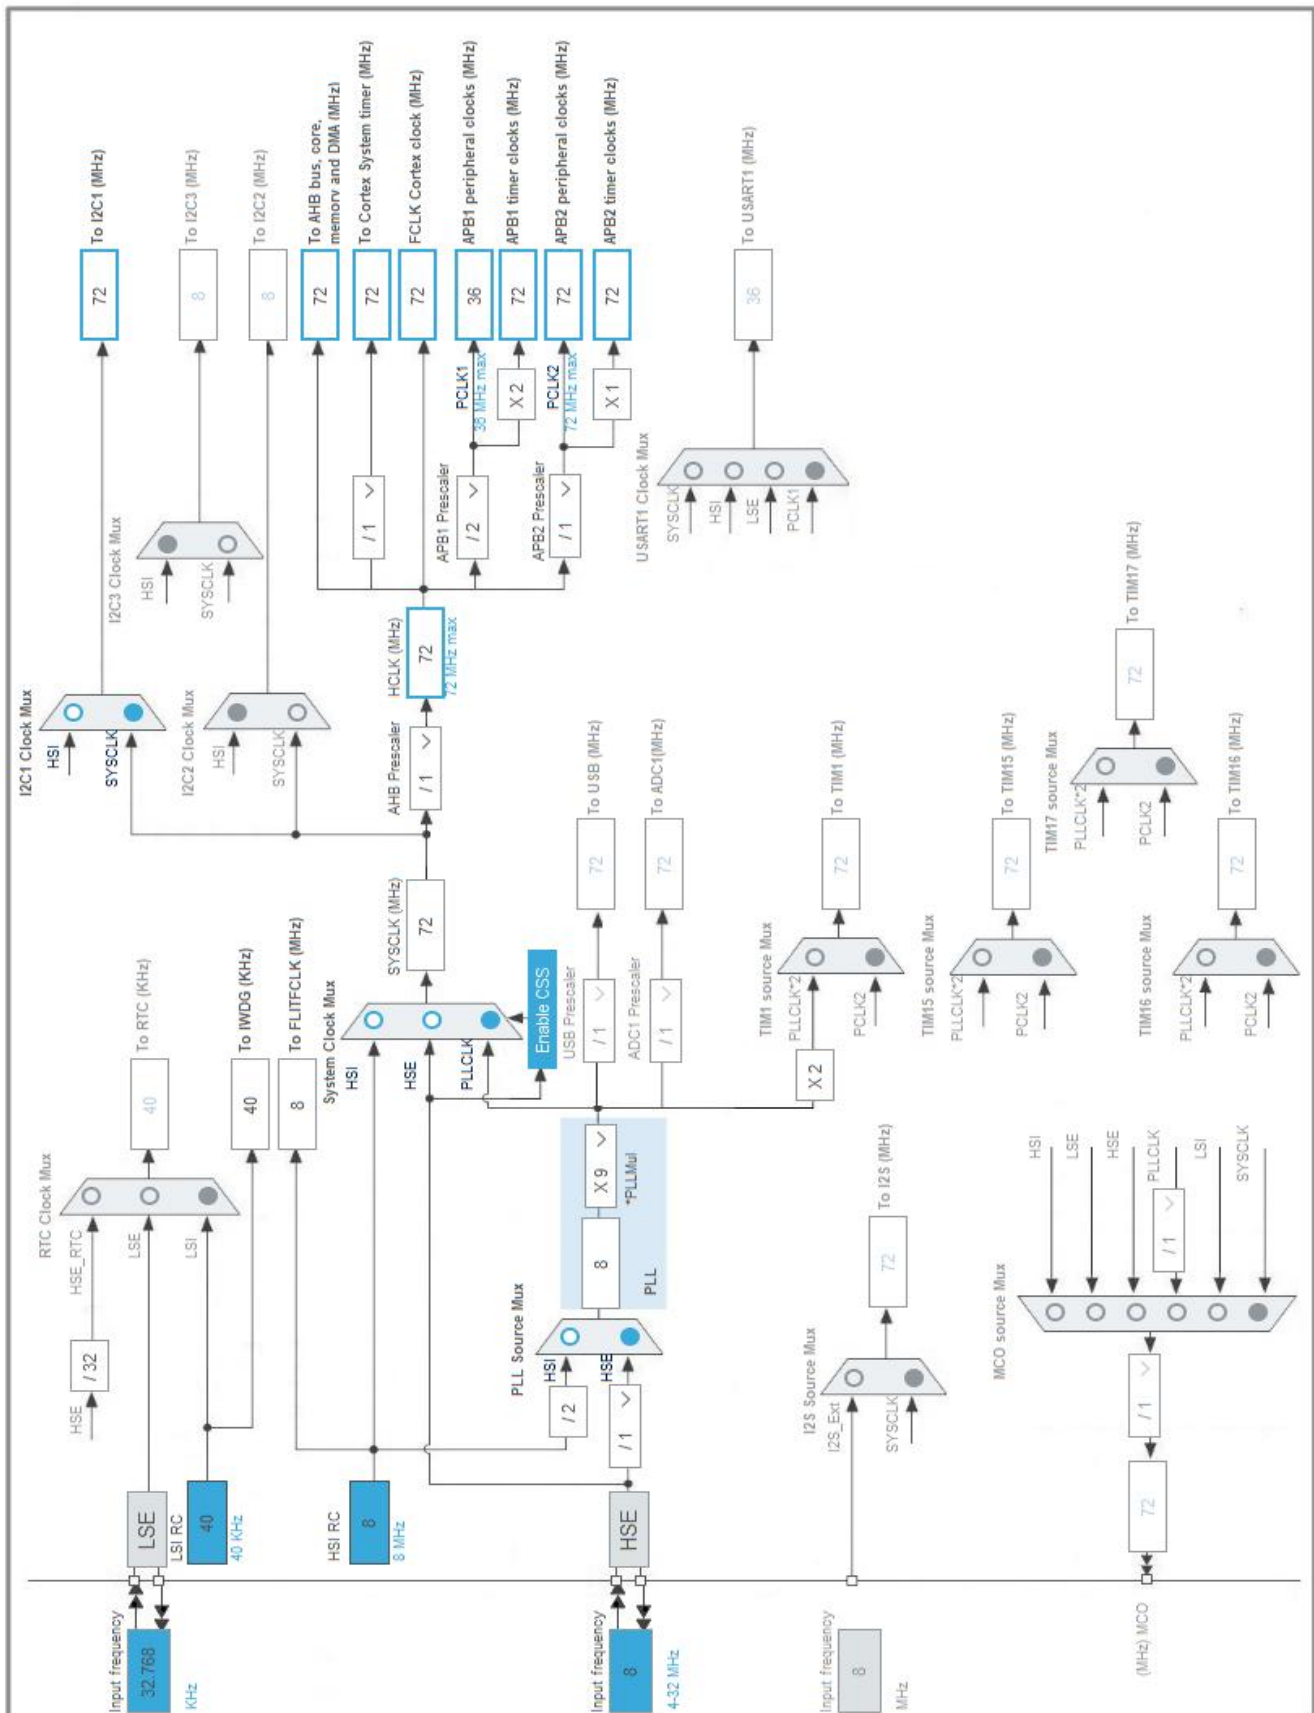 Input frequency
32.768
KHz
LSE
LSI RC
40
40 KHz
HSE
/ 32
HSE_RTC
LSE
LSI
RTC Clock Mux
40
To RTC (KHz)
40
To IWDG (KHz)
8
To FLITFCLK (MHz)
HSI RC
8
8 MHz
Input frequency
8
4-32 MHz
HSE
/ 2
/ 1
HSI
HSE
PLL Source Mux
8
X 9
*PLLMul
PLL
System Clock Mux
HSI
HSE
PLLCLK
Enable CSS
SYSCLK (MHz)
72
AHB Prescaler
/ 1
HCLK (MHz)
72
72 MHz max
I2C1 Clock Mux
HSI
SYSCLK
72
To I2C1 (MHz)
I2C3 Clock Mux
HSI
SYSCLK
8
To I2C3 (MHz)
I2C2 Clock Mux
HSI
SYSCLK
8
To I2C2 (MHz)
72
To AHB bus, core,
memory and DMA (MHz)
/ 1
72
To Cortex System timer (MHz)
72
FCLK Cortex clock (MHz)
APB1 Prescaler
/ 2
PCLK1
36 MHz max
36
APB1 peripheral clocks (MHz)
X 2
72
APB1 timer clocks (MHz)
APB2 Prescaler
/ 1
PCLK2
72 MHz max
72
APB2 peripheral clocks (MHz)
X 1
72
APB2 timer clocks (MHz)
USART1 Clock Mux
SYSCLK
HSI
LSE
PCLK1
36
To USART1 (MHz)
USB Prescaler
/ 1
72
To USB (MHz)
ADC1 Prescaler
/ 1
72
To ADC1(MHz)
X 2
TIM1 source Mux
PLLCLK*2
PCLK2
72
To TIM1 (MHz)
TIM15 source Mux
PLLCLK*2
PCLK2
72
To TIM15 (MHz)
TIM17 source Mux
PLLCLK*2
PCLK2
72
To TIM17 (MHz)
TIM16 source Mux
PLLCLK*2
PCLK2
72
To TIM16 (MHz)
Input frequency
8
MHz
I2S Source Mux
I2S_Ext
SYSCLK
72
To I2S (MHz)
(MHz) MCO
72
/ 1
MCO source Mux
HSI
LSE
HSE
PLLCLK
/ 1
LSI
SYSCLK